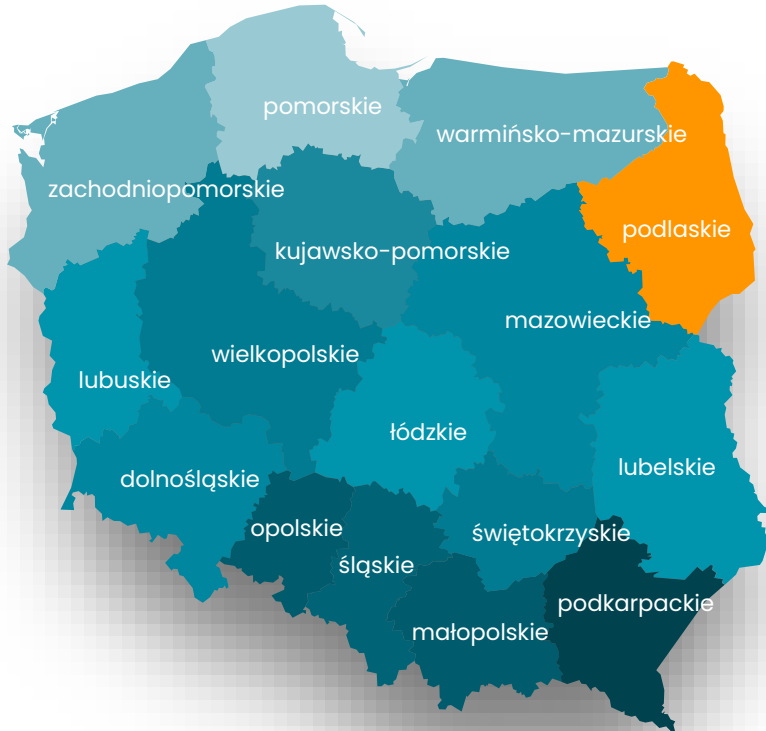 pomorskie
warmińsko-mazurskie
zachodniopomorskie
podlaskie
kujawsko-pomorskie
mazowieckie
wielkopolskie
lubuskie
łódzkie
lubelskie
dolnośląskie
opolskie
świętokrzyskie
śląskie
podkarpackie
małopolskie